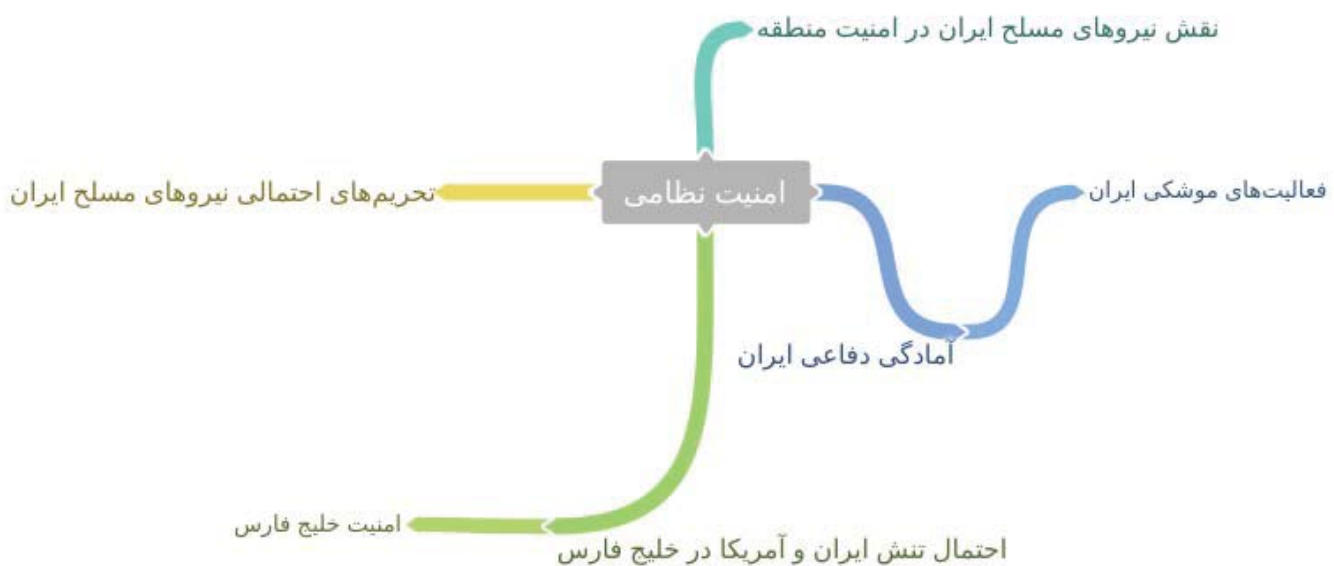 نقش نیروهای مسلح ایران در امنیت منطقه
فعالیت‌های موشکی ایران
امنیت نظامی
تحریم‌های احتمالی نیروهای مسلح ایران
آمادگی دفاعی ایران
امنیت خلیج فارس
احتمال تنش ایران و آمریکا در خلیج فارس